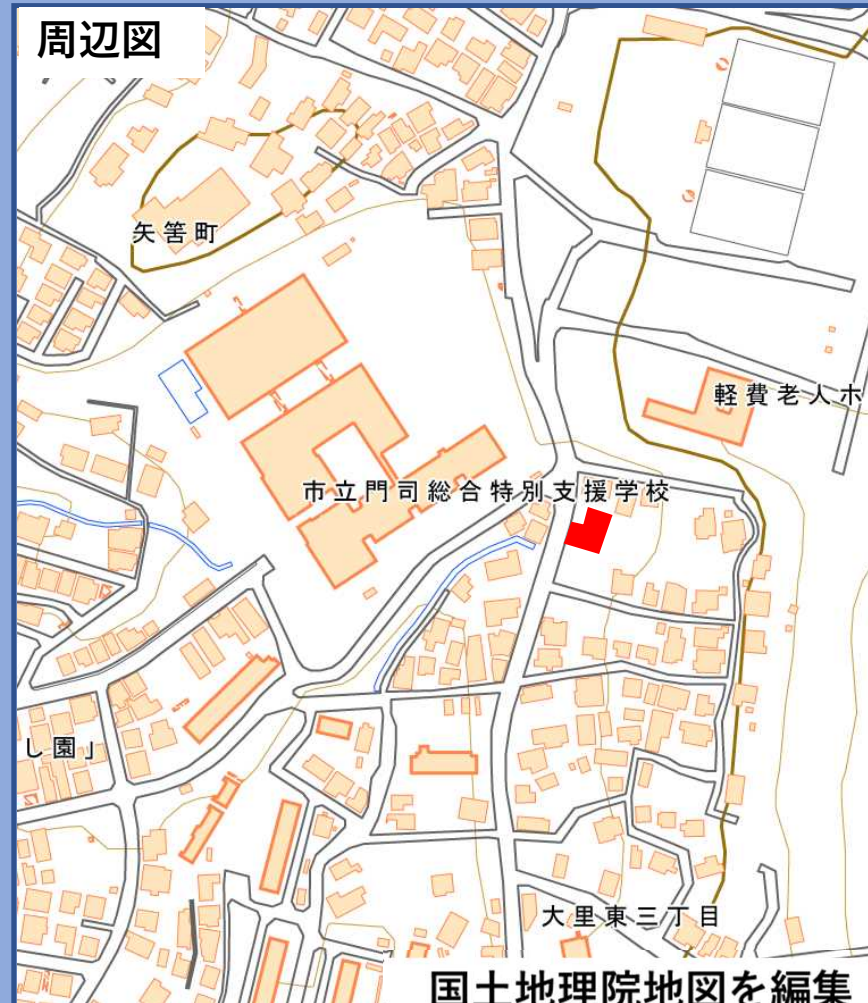 周辺図
矢筈町
軽費老人ホ
市立門司総合特別支援学校
し園」
大里東三丁目
国土地理院地図を編集